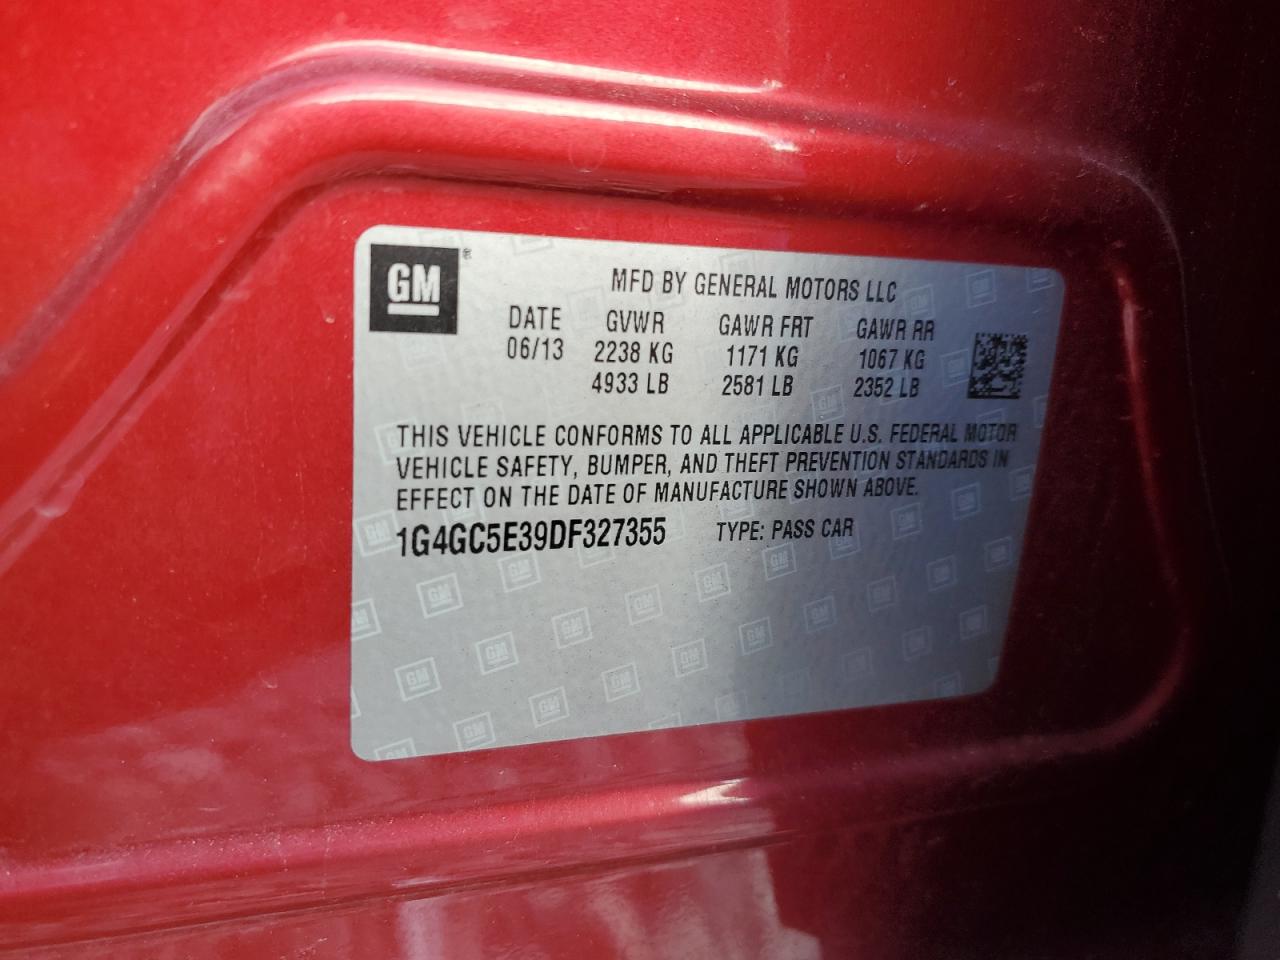 GM
MFD BY GENERAL MOTORS LLC
DATE GVWR GAWR FRT GAWR RR
06/13 2238 KG 1171 KG 1067 KG
4933 LB 2581 LB 2352 LB
THIS VEHICLE CONFORMS TO ALL APPLICABLE U.S. FEDERAL MOTOR
VEHICLE SAFETY, BUMPER, AND THEFT PREVENTION STANDARDS IN
EFFECT ON THE DATE OF MANUFACTURE SHOWN ABOVE.
1G4GC5E39DF327355 TYPE: PASS CAR